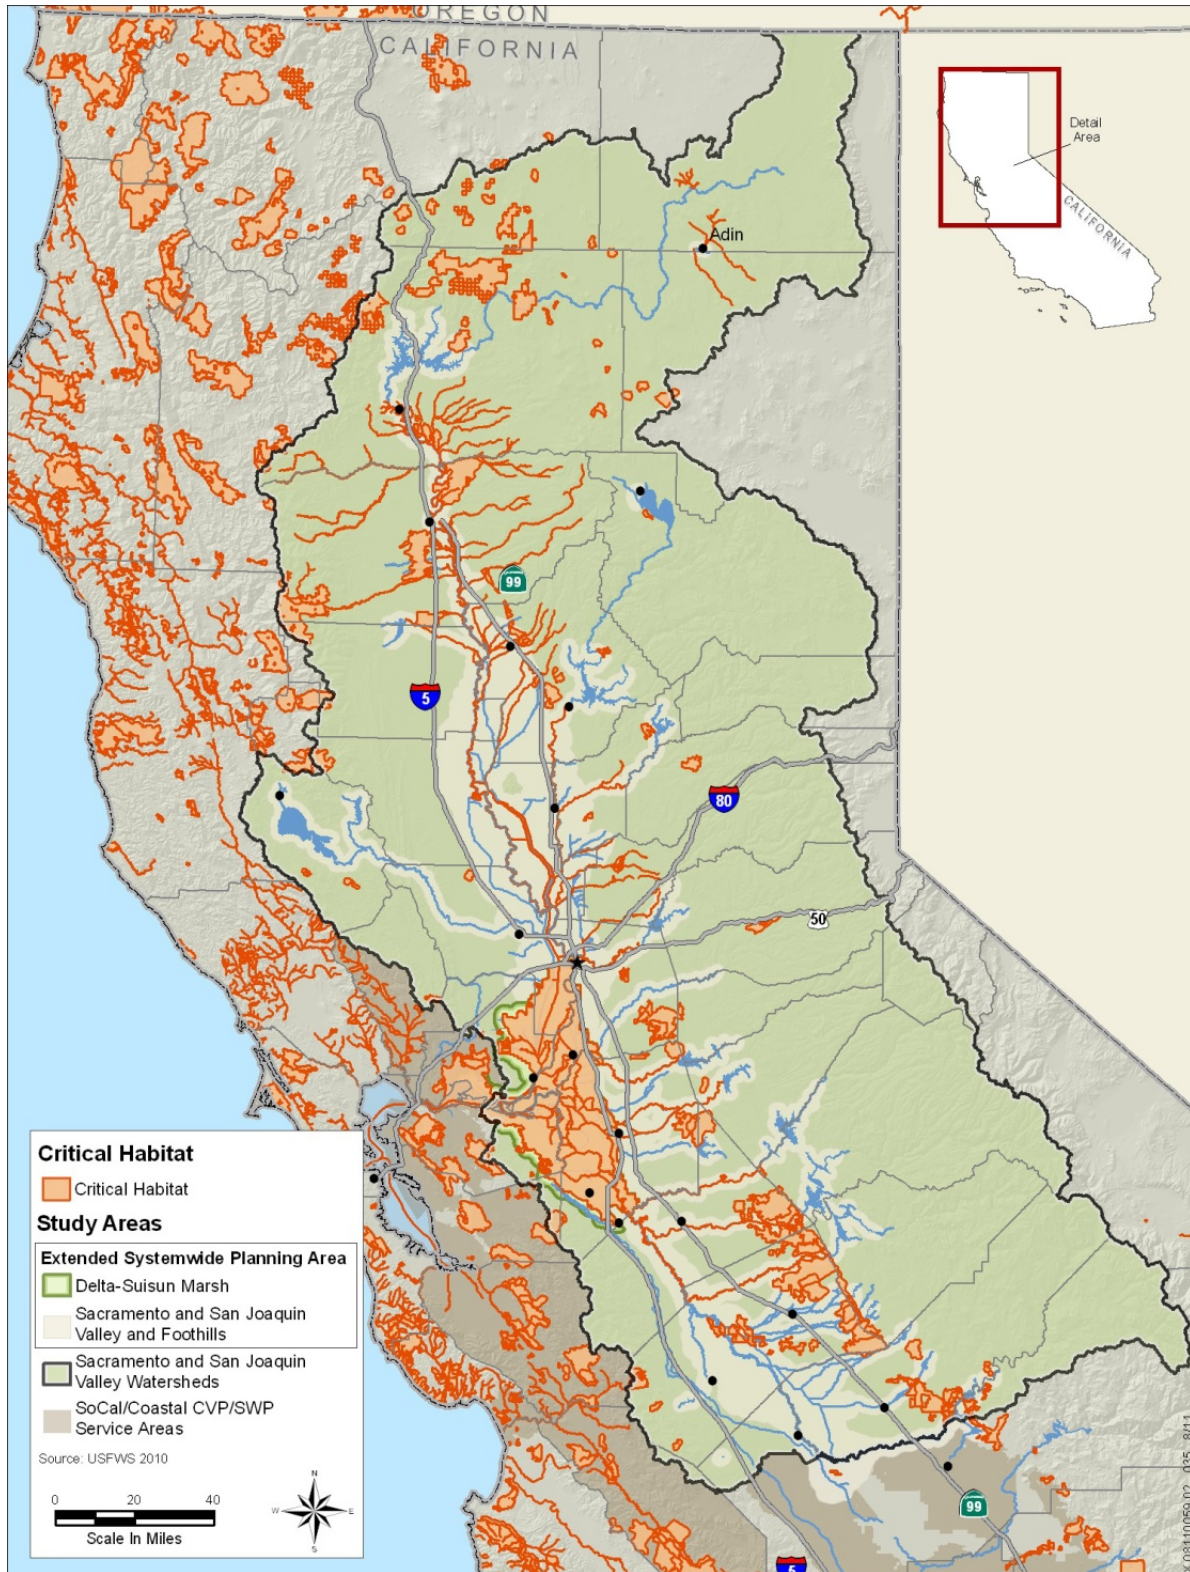 OREGON
CALIFORNIA
Detail
Area
CALIFORNIA
Adin
99
5
80
50
Critical Habitat
Critical Habitat
Study Areas
Extended Systemwide Planning Area
Delta-Suisun Marsh
Sacramento and San Joaquin
Valley and Foothills
Sacramento and San Joaquin
Valley Watersheds
SoCal/Coastal CVP/SWP
Service Areas
Source: USFWS 2010
N
W
E
S
0 20 40
Scale In Miles
99
5